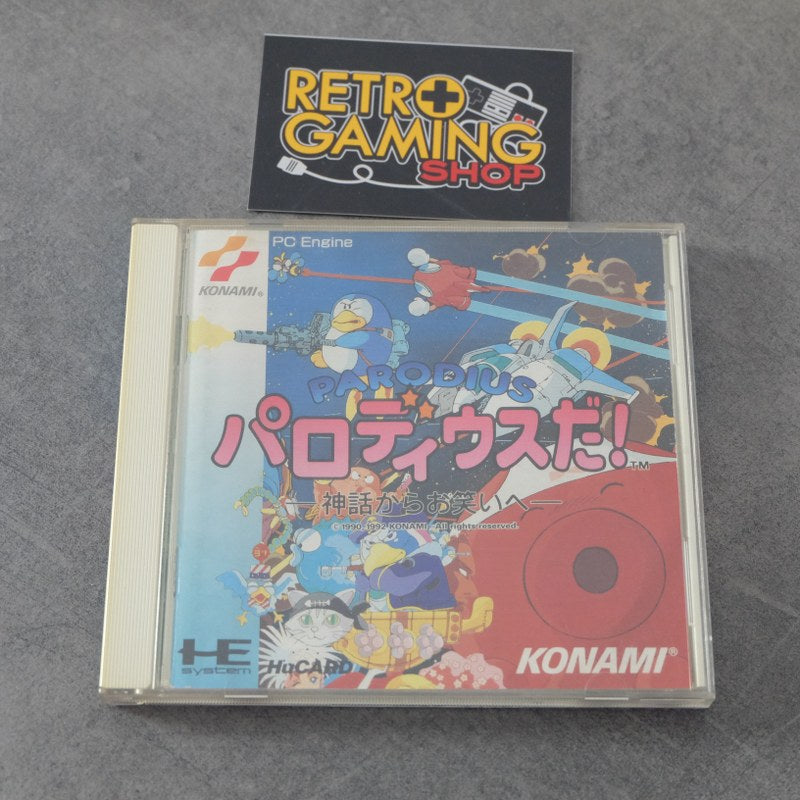 RETRO
GAMING
SHOP
PC Engine
KONAMI®
PARODIUS
パロディウスだ!
TM
—神話からお笑いへ—
© 1990・1992 KONAMI All rights reserved.
HE
system
HuCARD
KONAMI®